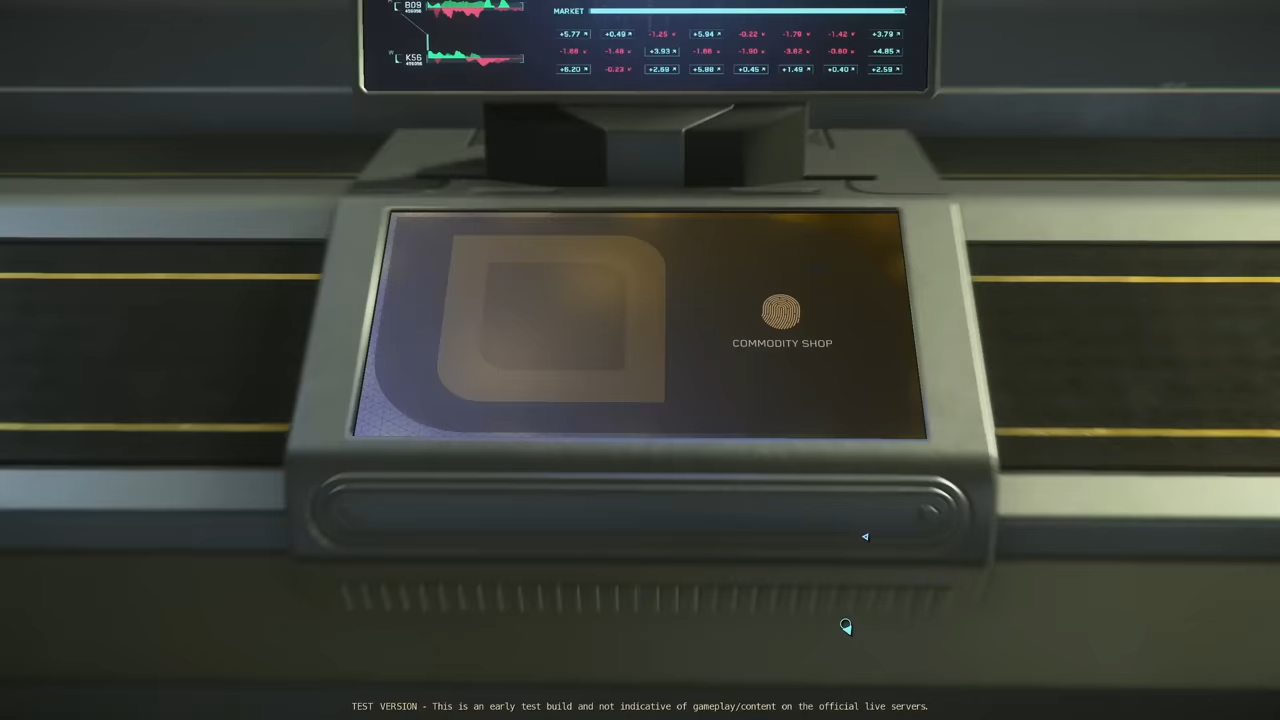 B09
MARKET
+5.77 +0.49 -1.25 +5.94 -0.22 -1.79 -1.42 +3.79
K56
-1.88 -1.48 +3.93 -1.86 -1.90 -3.82 -0.60 +4.85
+6.20 -0.23 +2.69 +5.88 +0.45 +1.49 +0.40 +2.59
COMMODITY SHOP
TEST VERSION - This is an early test build and not indicative of gameplay/content on the official live servers.